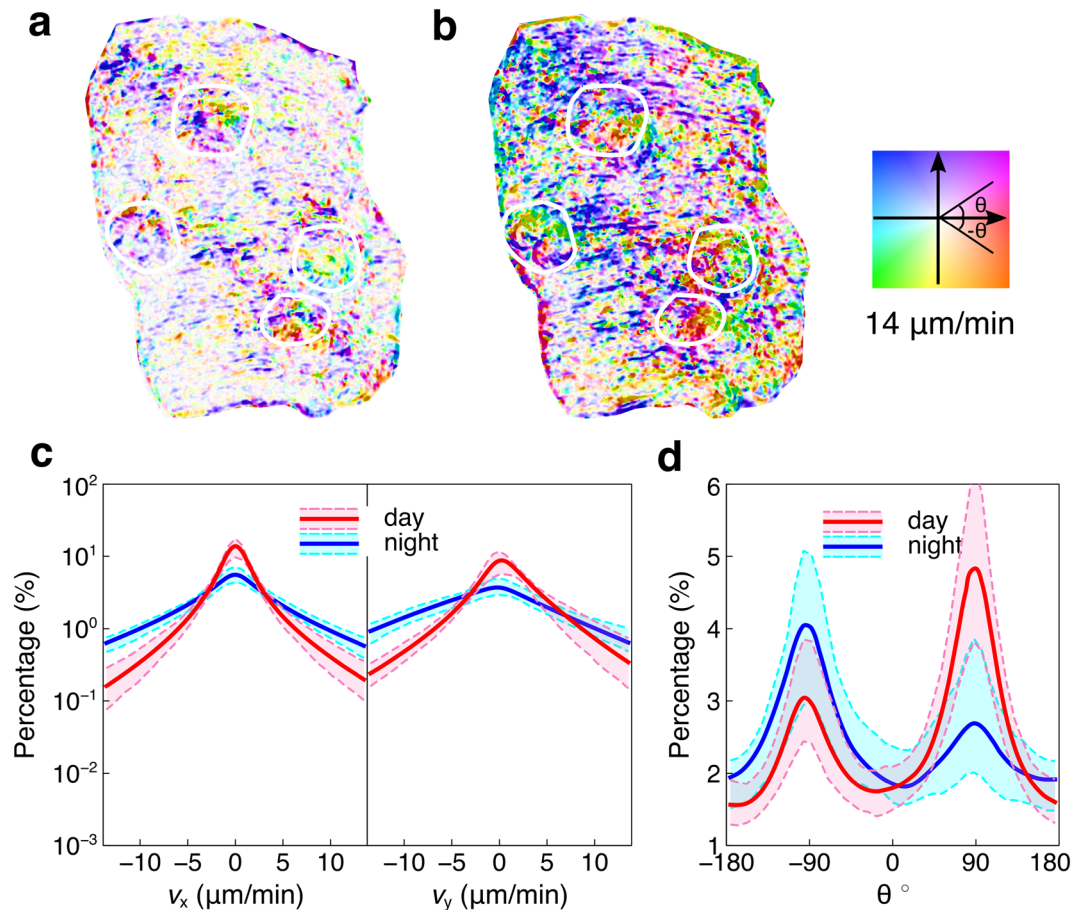 a
b
θ
-θ
14 μm/min
c
d
Percentage (%)
10²
10¹
10⁰
10⁻¹
10⁻²
10⁻³
day
night
−10 −5 0 5 10
−10 −5 0 5 10
vₓ (μm/min)
v_y (μm/min)
Percentage (%)
6
5
4
3
2
1
day
night
−180 −90 0 90 180
θ °